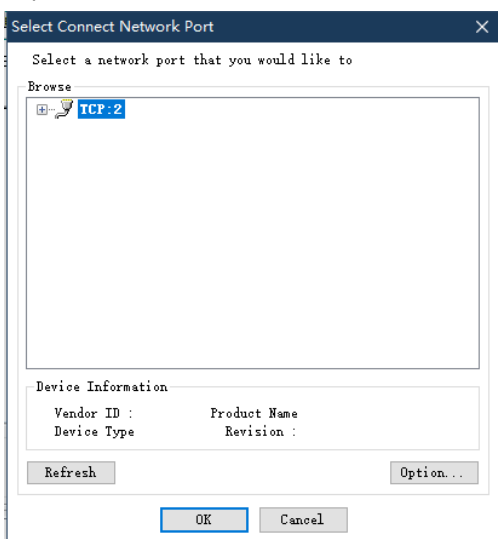 Select Connect Network Port
Select a network port that you would like to
Browse
TCP:2
Device Information
Vendor ID :
Product Name
Device Type
Revision :
Refresh
Option...
OK
Cancel